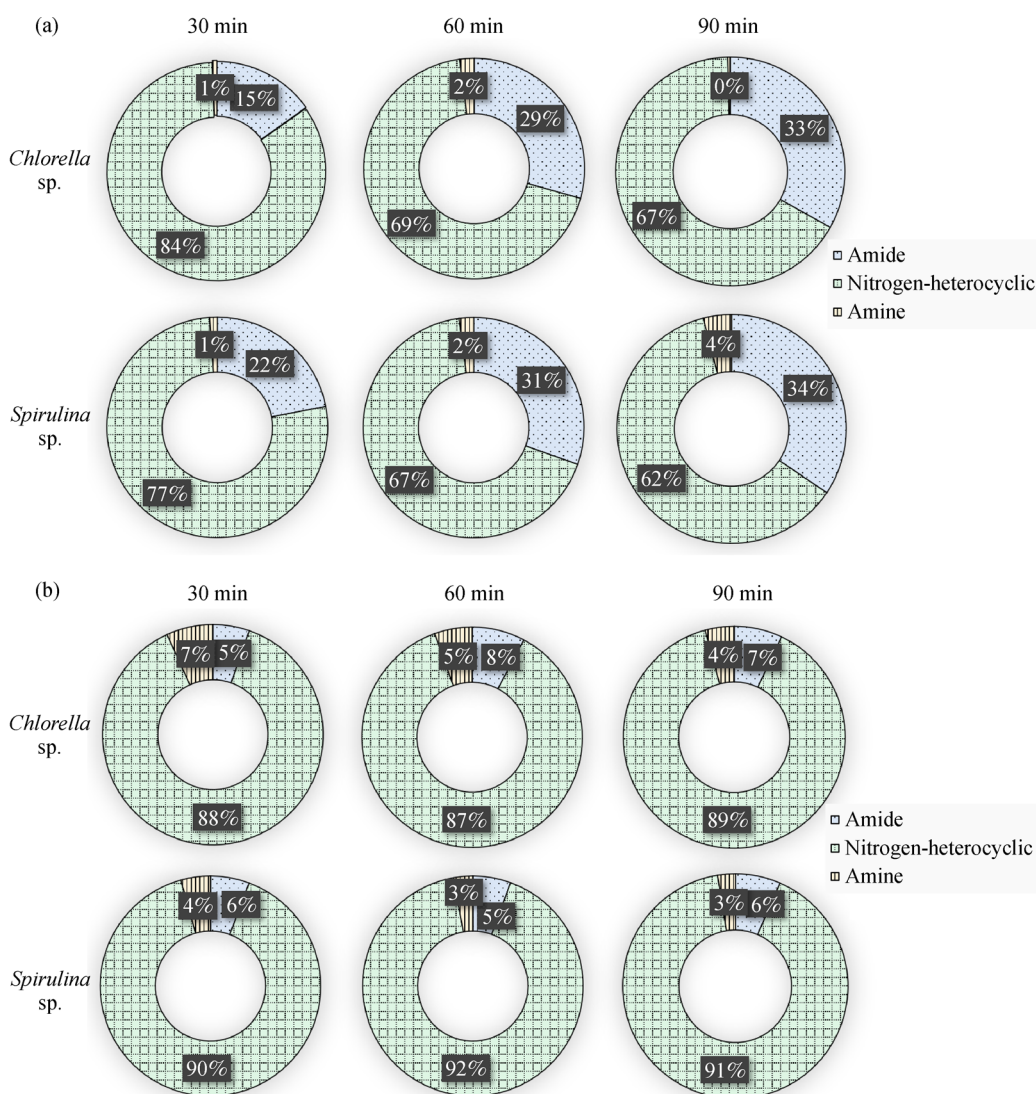 (a)
30 min
60 min
90 min
Chlorella
sp.
1%
15%
84%
2%
29%
69%
0%
33%
67%
Amide
Nitrogen-heterocyclic
Amine
Spirulina
sp.
1%
22%
77%
2%
31%
67%
4%
34%
62%
(b)
30 min
60 min
90 min
Chlorella
sp.
7%
5%
88%
5%
8%
87%
4%
7%
89%
Amide
Nitrogen-heterocyclic
Amine
Spirulina
sp.
4%
6%
90%
3%
5%
92%
3%
6%
91%